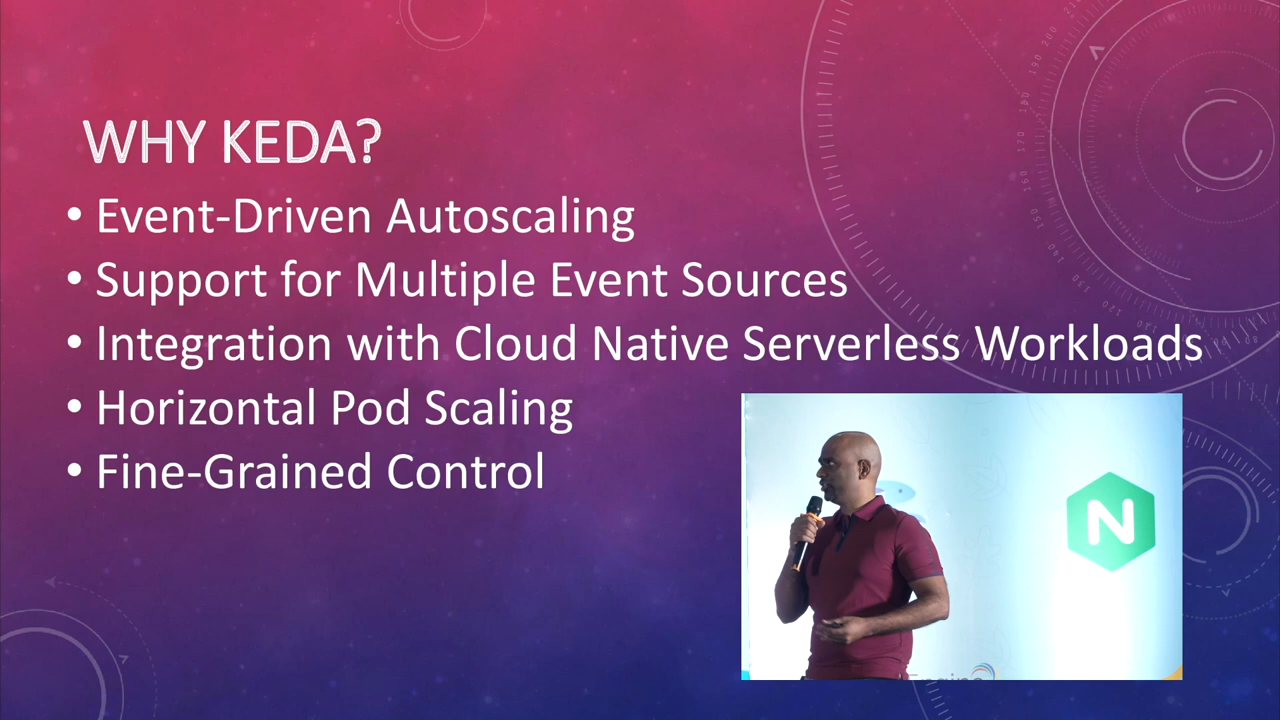 WHY KEDA?
• Event-Driven Autoscaling
• Support for Multiple Event Sources
• Integration with Cloud Native Serverless Workloads
• Horizontal Pod Scaling
• Fine-Grained Control
N